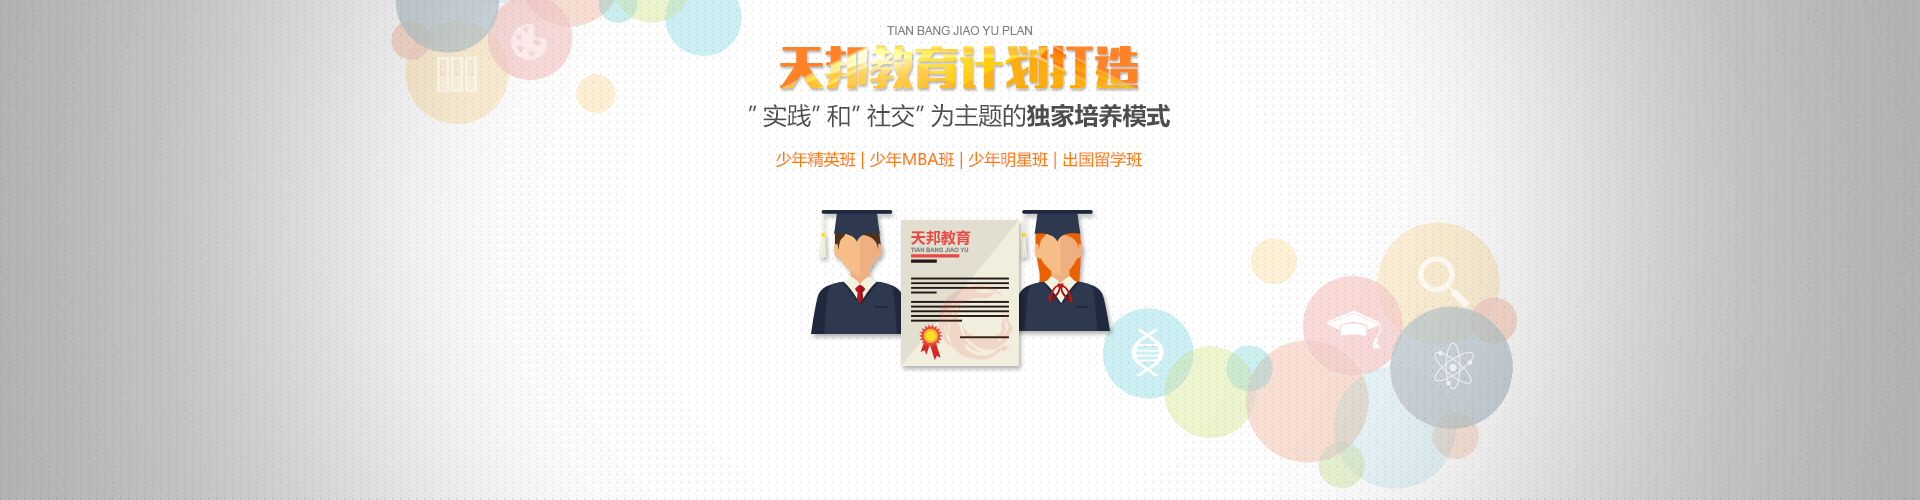 TIAN BANG JIAO YU PLAN
天邦教育计划打造
”实践”和”社交”为主题的独家培养模式
少年精英班 | 少年MBA班 | 少年明星班 | 出国留学班
天邦教育
TIAN BANG JIAO YU